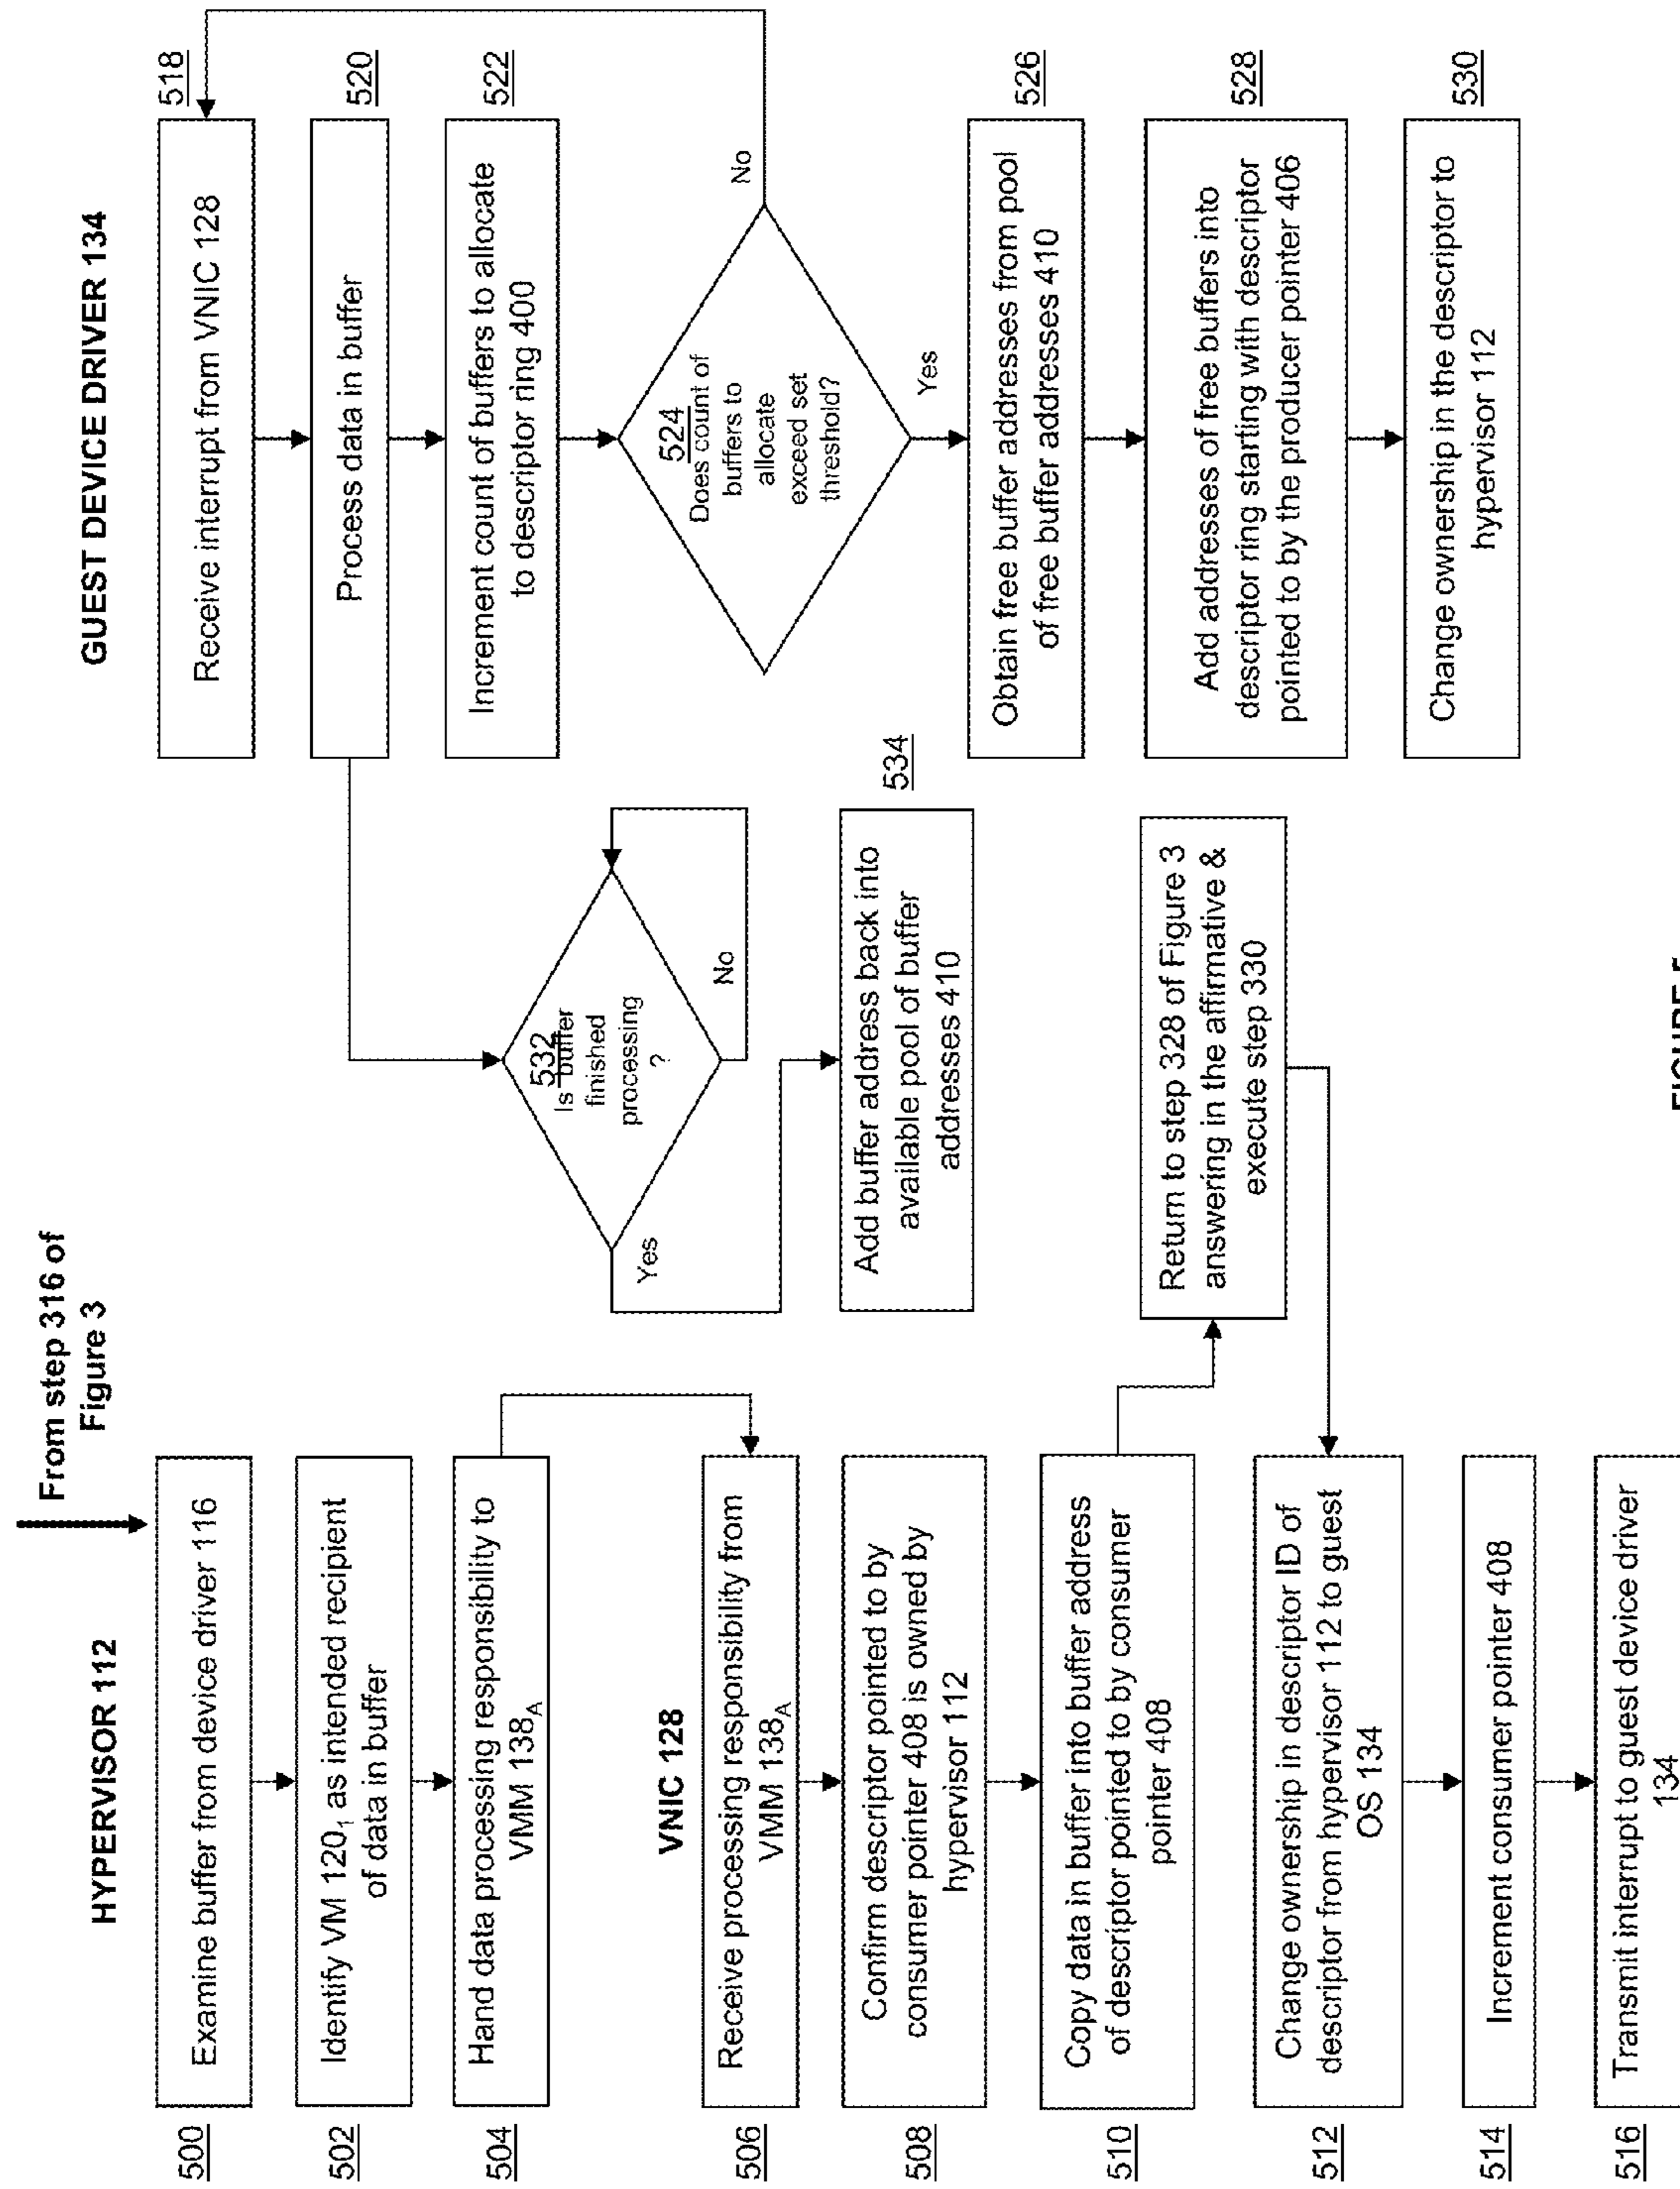 From step 316 of
Figure 3
HYPERVISOR 112
500
Examine buffer from device driver 116
502
Identify VM 120₁ as intended recipient
of data in buffer
504
Hand data processing responsibility to
VMM 138_A
VNIC 128
506
Receive processing responsibility from
VMM 138_A
508
Confirm descriptor pointed to by
consumer pointer 408 is owned by
hypervisor 112
510
Copy data in buffer into buffer address
of descriptor pointed to by consumer
pointer 408
Return to step 328 of Figure 3
answering in the affirmative &
execute step 330
512
Change ownership in descriptor ID of
descriptor from hypervisor 112 to guest
OS 134
514
Increment consumer pointer 408
516
Transmit interrupt to guest device driver
134
GUEST DEVICE DRIVER 134
518
Receive interrupt from VNIC 128
520
Process data in buffer
522
Increment count of buffers to allocate
to descriptor ring 400
524
Does count of
buffers to
allocate
exceed set
threshold?
No
Yes
526
Obtain free buffer addresses from pool
of free buffer addresses 410
528
Add addresses of free buffers into
descriptor ring starting with descriptor
pointed to by the producer pointer 406
530
Change ownership in the descriptor to
hypervisor 112
532
Is buffer
finished
processing
?
No
Yes
534
Add buffer address back into
available pool of buffer
addresses 410